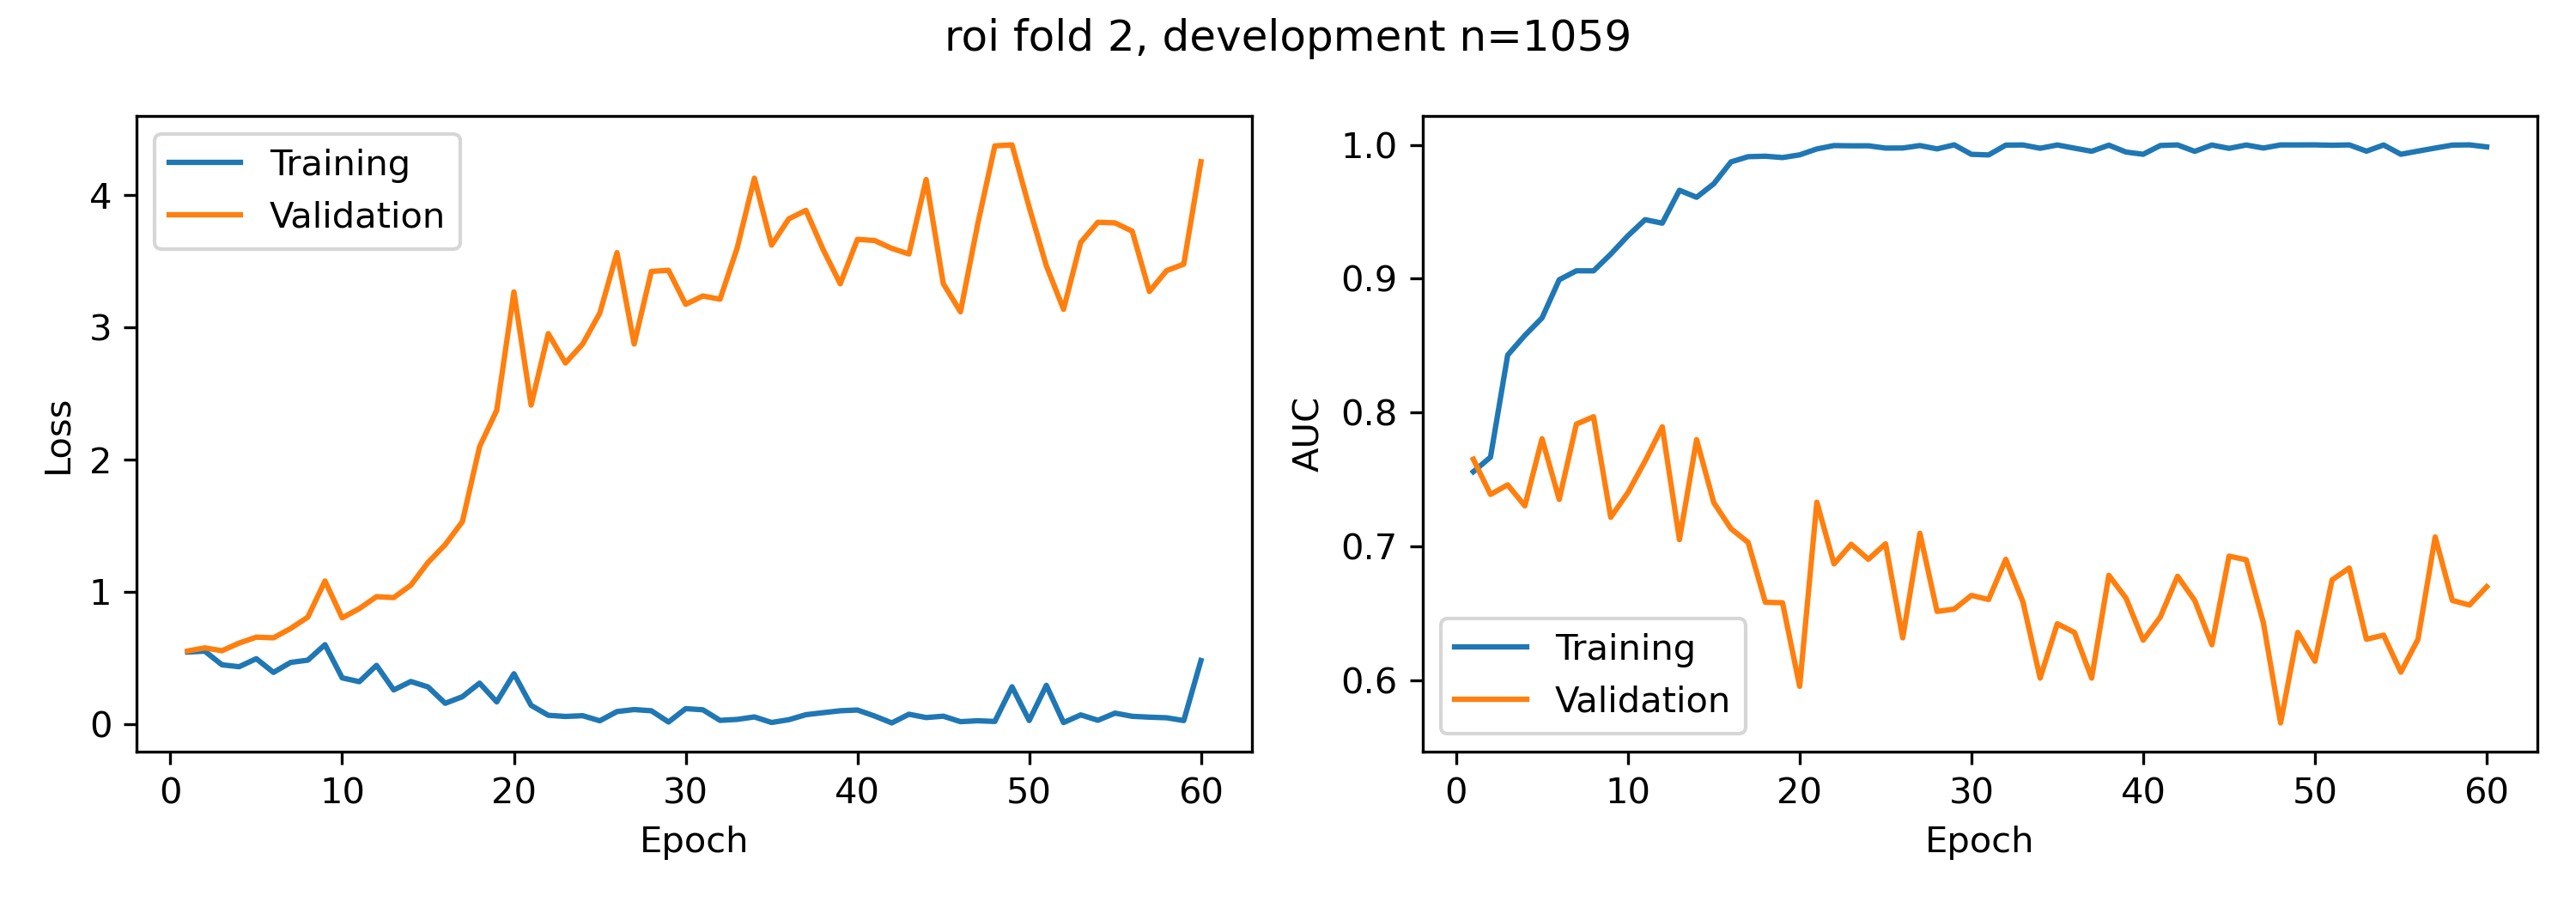 roi fold 2, development n=1059
Training
Validation
4
3
2
1
0
Loss
0 10 20 30 40 50 60
Epoch
1.0
0.9
0.8
0.7
0.6
AUC
Training
Validation
0 10 20 30 40 50 60
Epoch